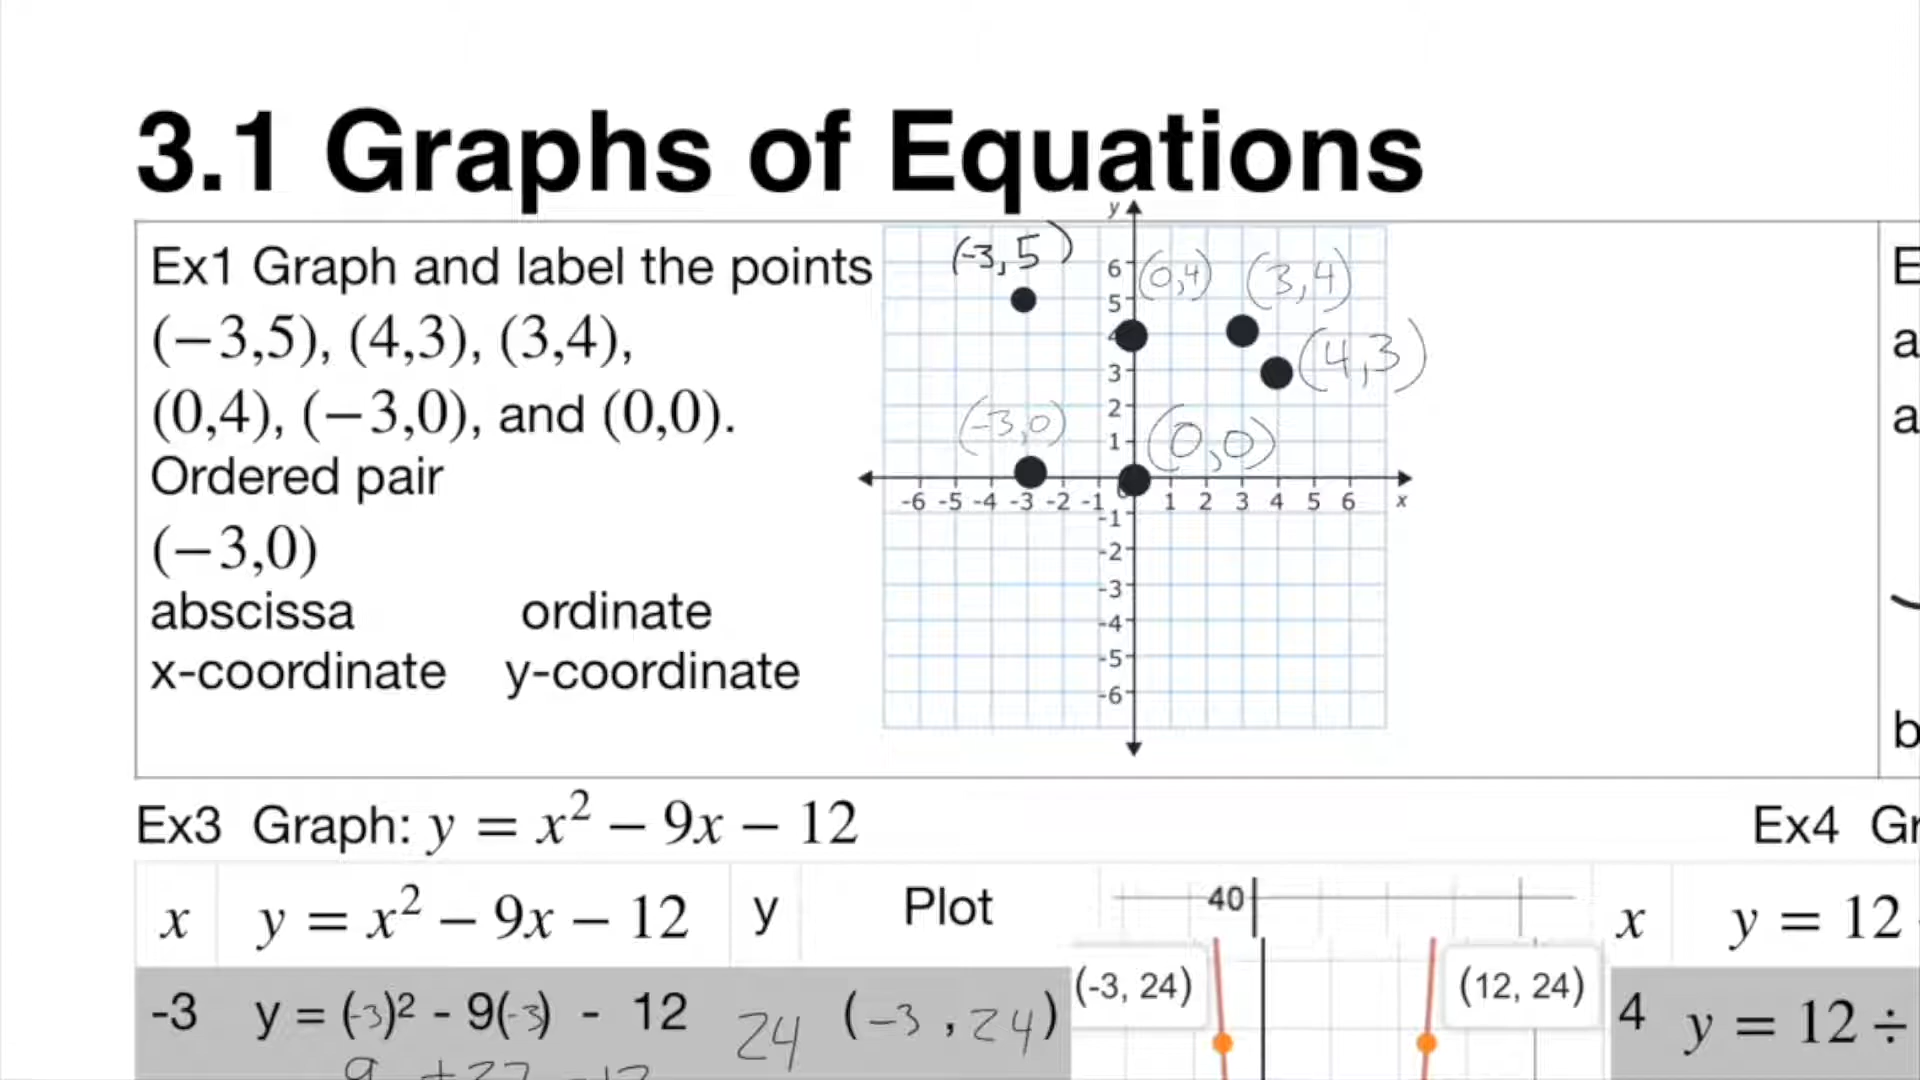 3.1 Graphs of Equations
Ex1 Graph and label the points
(−3,5), (4,3), (3,4),
(0,4), (−3,0), and (0,0).
Ordered pair
(−3,0)
abscissa ordinate
x-coordinate y-coordinate
y
(-3,5)
6 (0,4) (3,4)
5
4
3 (4,3)
2
(-3,0)
1 (0,0)
-6 -5 -4 -3 -2 -1 1 2 3 4 5 6 x
-1
-2
-3
-4
-5
-6
E
a
a
b
Ex3 Graph: y = x² − 9x − 12
Ex4 Gr
x y = x² − 9x − 12 y Plot
40
x y = 12
-3 y = (-3)² - 9(-3) - 12 24 (-3,24)
(-3, 24) (12, 24)
4 y = 12 ÷
9 +27 -12